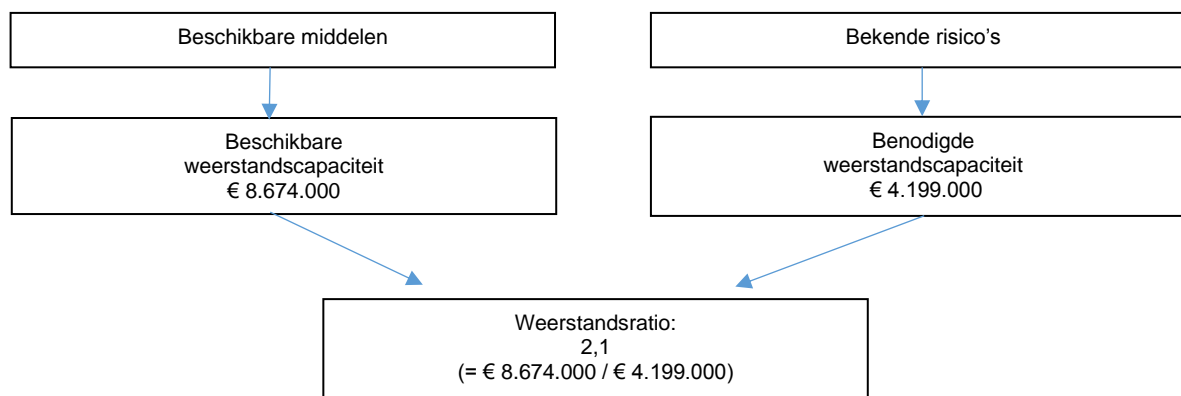 Beschikbare middelen
Bekende risico’s
Beschikbare
weerstandscapaciteit
€ 8.674.000
Benodigde
weerstandscapaciteit
€ 4.199.000
Weerstandsratio:
2,1
(= € 8.674.000 / € 4.199.000)